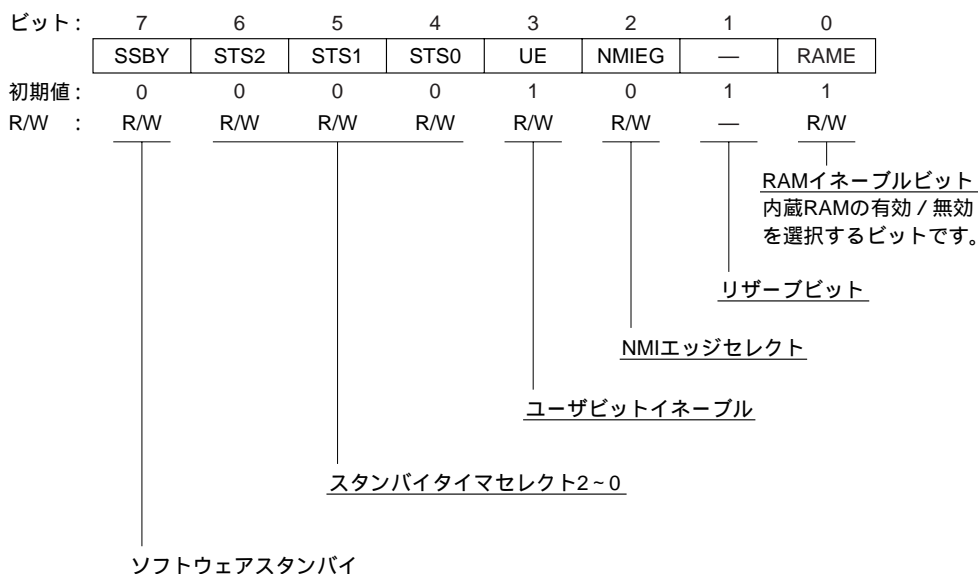 ビット： 7 6 5 4 3 2 1 0
SSBY STS2 STS1 STS0 UE NMIEG — RAME
初期値： 0 0 0 0 1 0 1 1
R/W ： R/W R/W R/W R/W R/W R/W — R/W
RAMイネーブルビット
内蔵RAMの有効 / 無効
を選択するビットです。
リザーブビット
NMIエッジセレクト
ユーザビットイネーブル
スタンバイタイマセレクト2～0
ソフトウェアスタンバイ